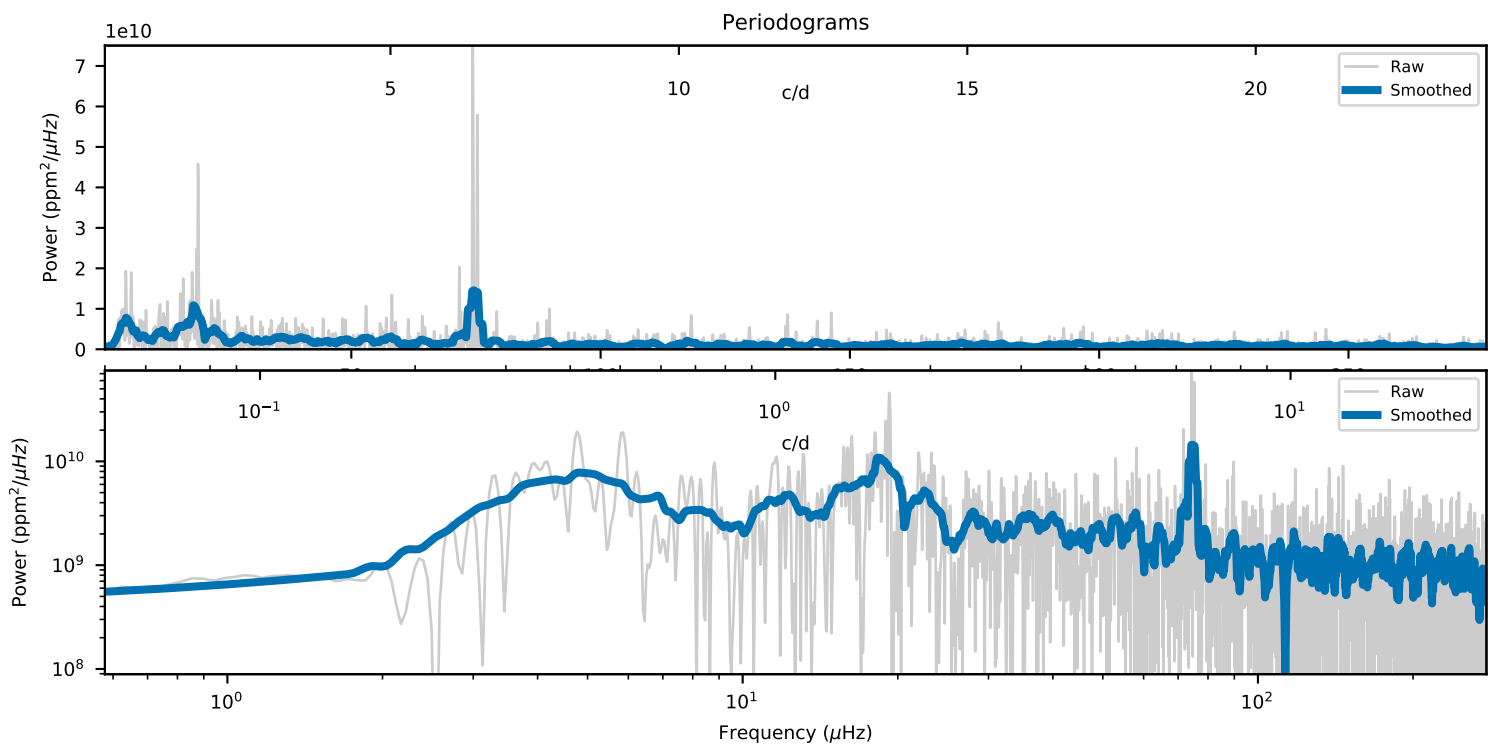 Periodograms
1e10
Power (ppm²/μHz)
7
6
5
4
3
2
1
0
5
10
15
20
c/d
Raw
Smoothed
Power (ppm²/μHz)
10¹⁰
10⁹
10⁸
10⁻¹
10⁰
10¹
c/d
Raw
Smoothed
10⁰
10¹
10²
Frequency (μHz)